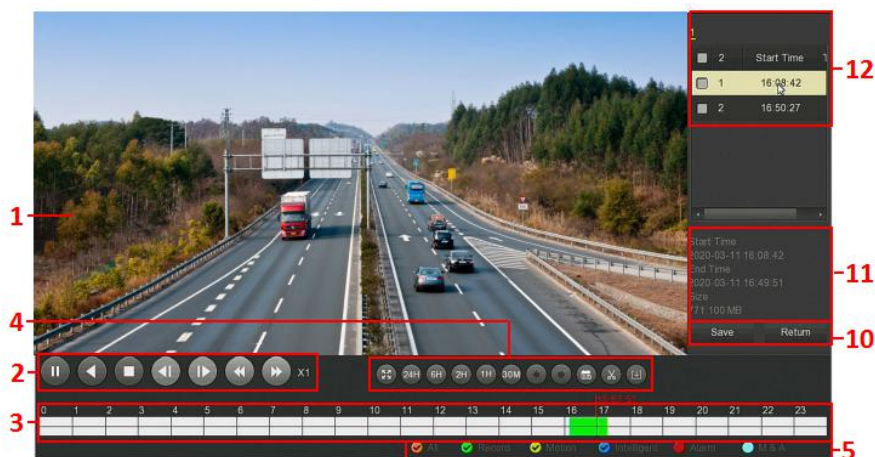 1
2 Start Time
1 16:08:42
2 16:50:27
12
1
Start Time
2020-03-11 16:08:42
End Time
2020-03-11 16:49:51
Size
771.100 MB
11
4
Save Return
10
2
X1
24H 6H 2H 1H 30M
3
0 1 2 3 4 5 6 7 8 9 10 11 12 13 14 15 16 17 18 19 20 21 22 23
All Record Motion Intelligent Alarm M & A
5